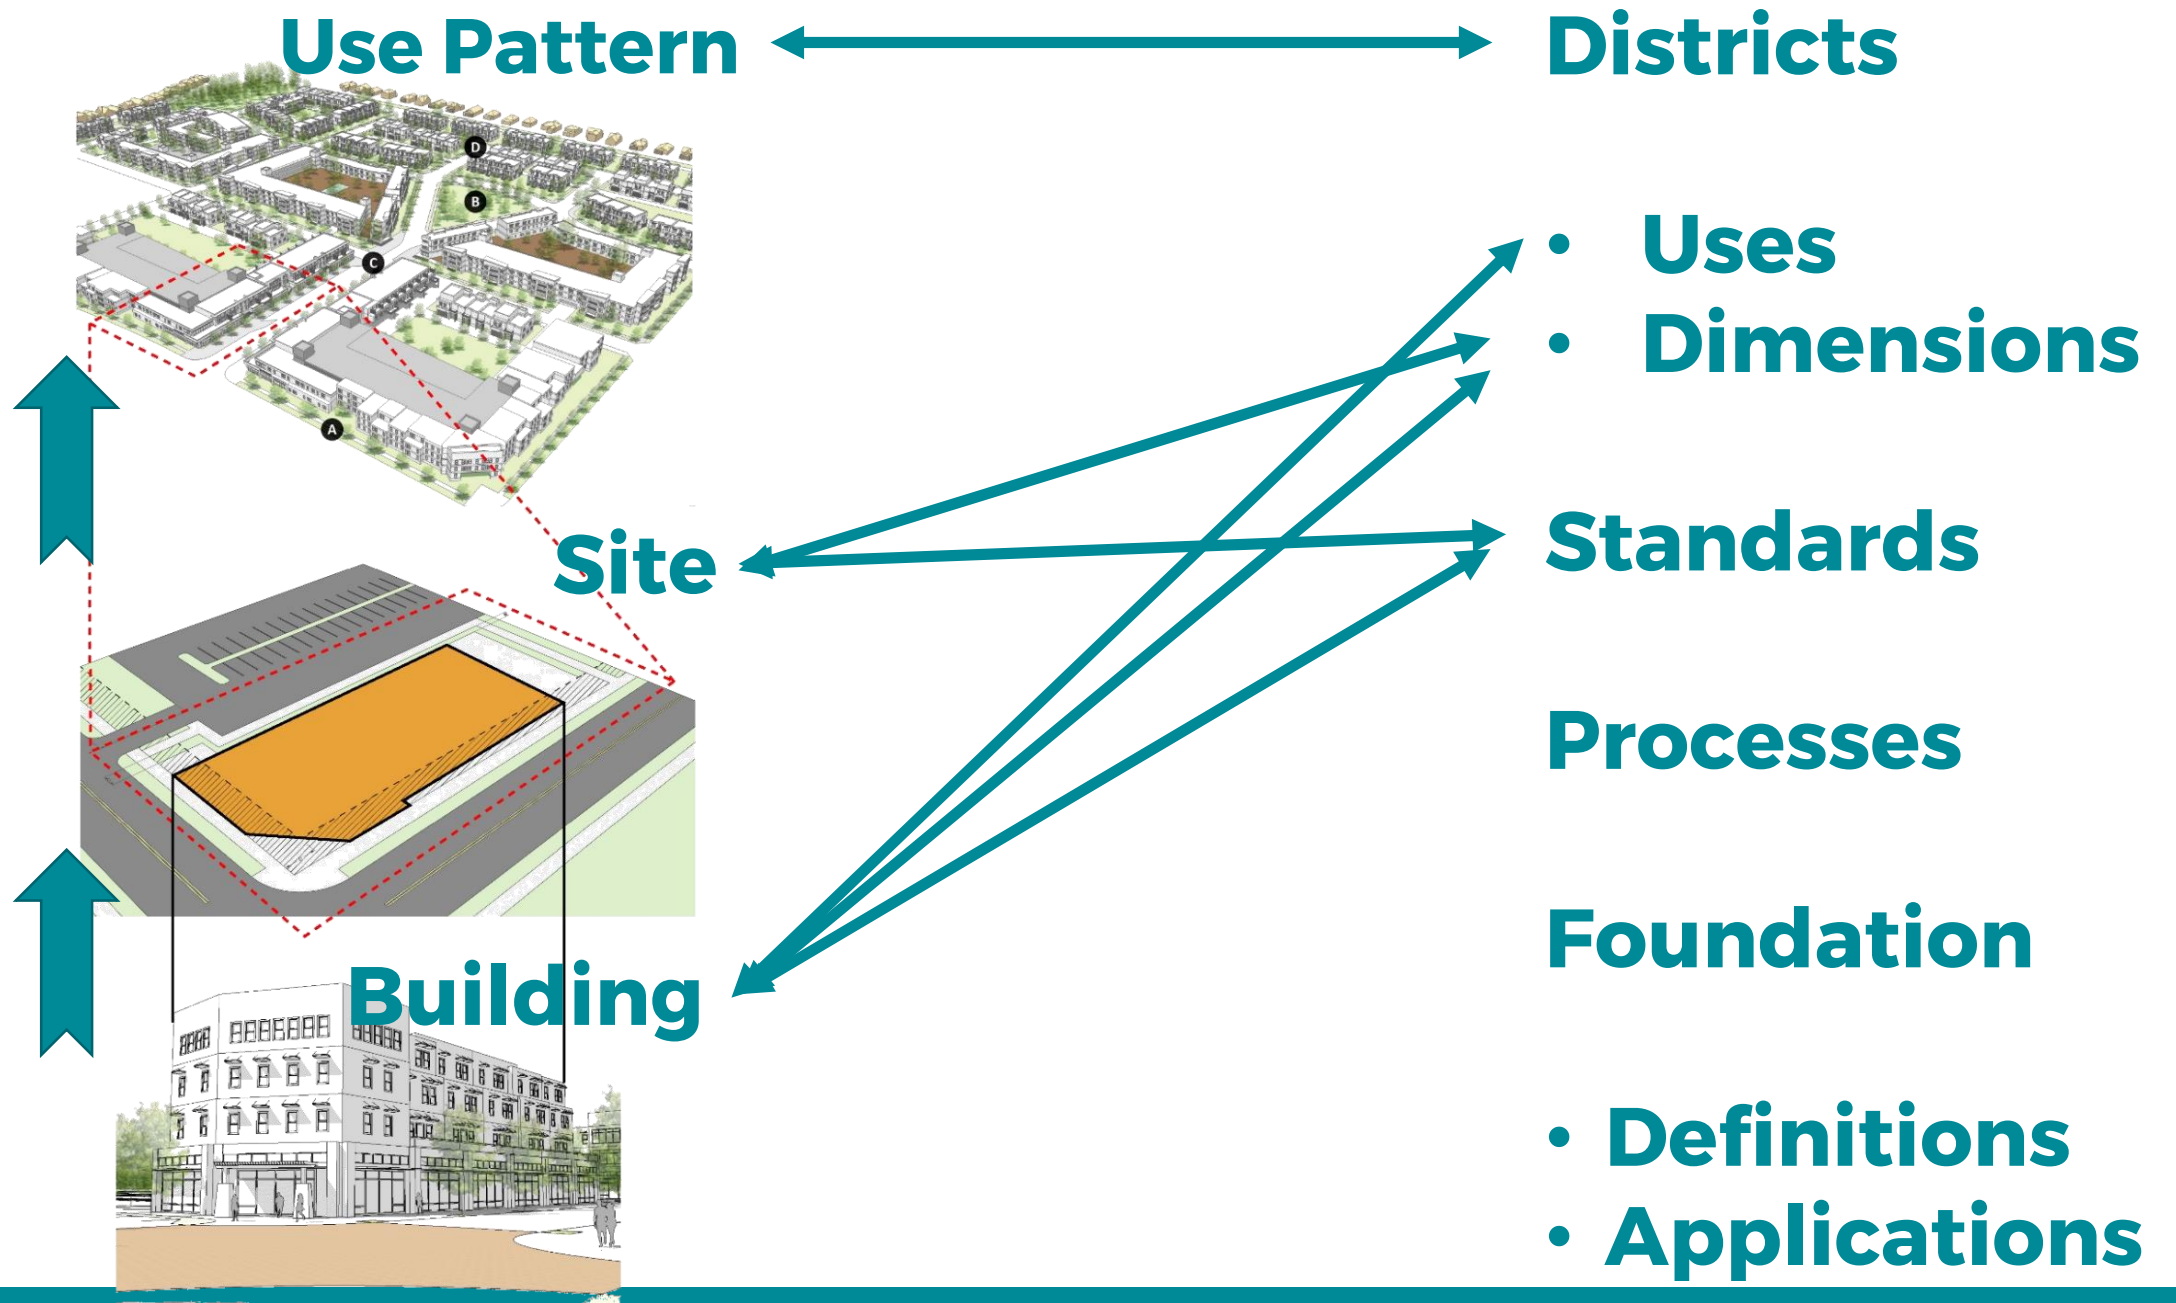 Use Pattern
Districts
D
B
C
A
• Uses
• Dimensions
Site
Standards
Processes
Foundation
Building
• Definitions
• Applications